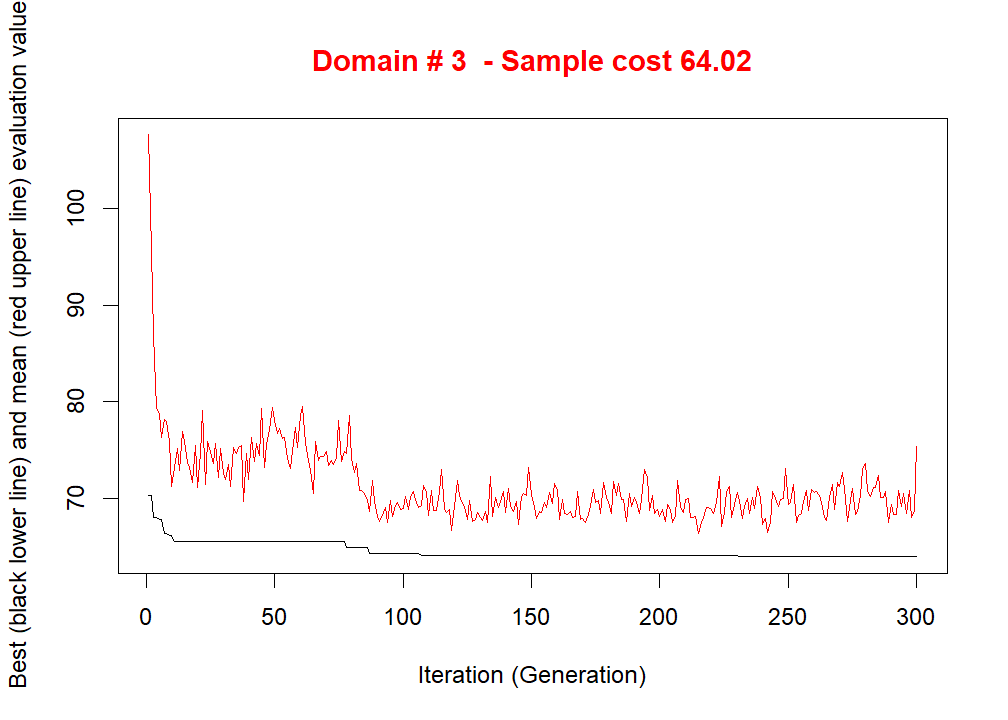 Domain # 3  - Sample cost 64.02
Best (black lower line) and mean (red upper line) evaluation value
100
90
80
70
0 50 100 150 200 250 300
Iteration (Generation)